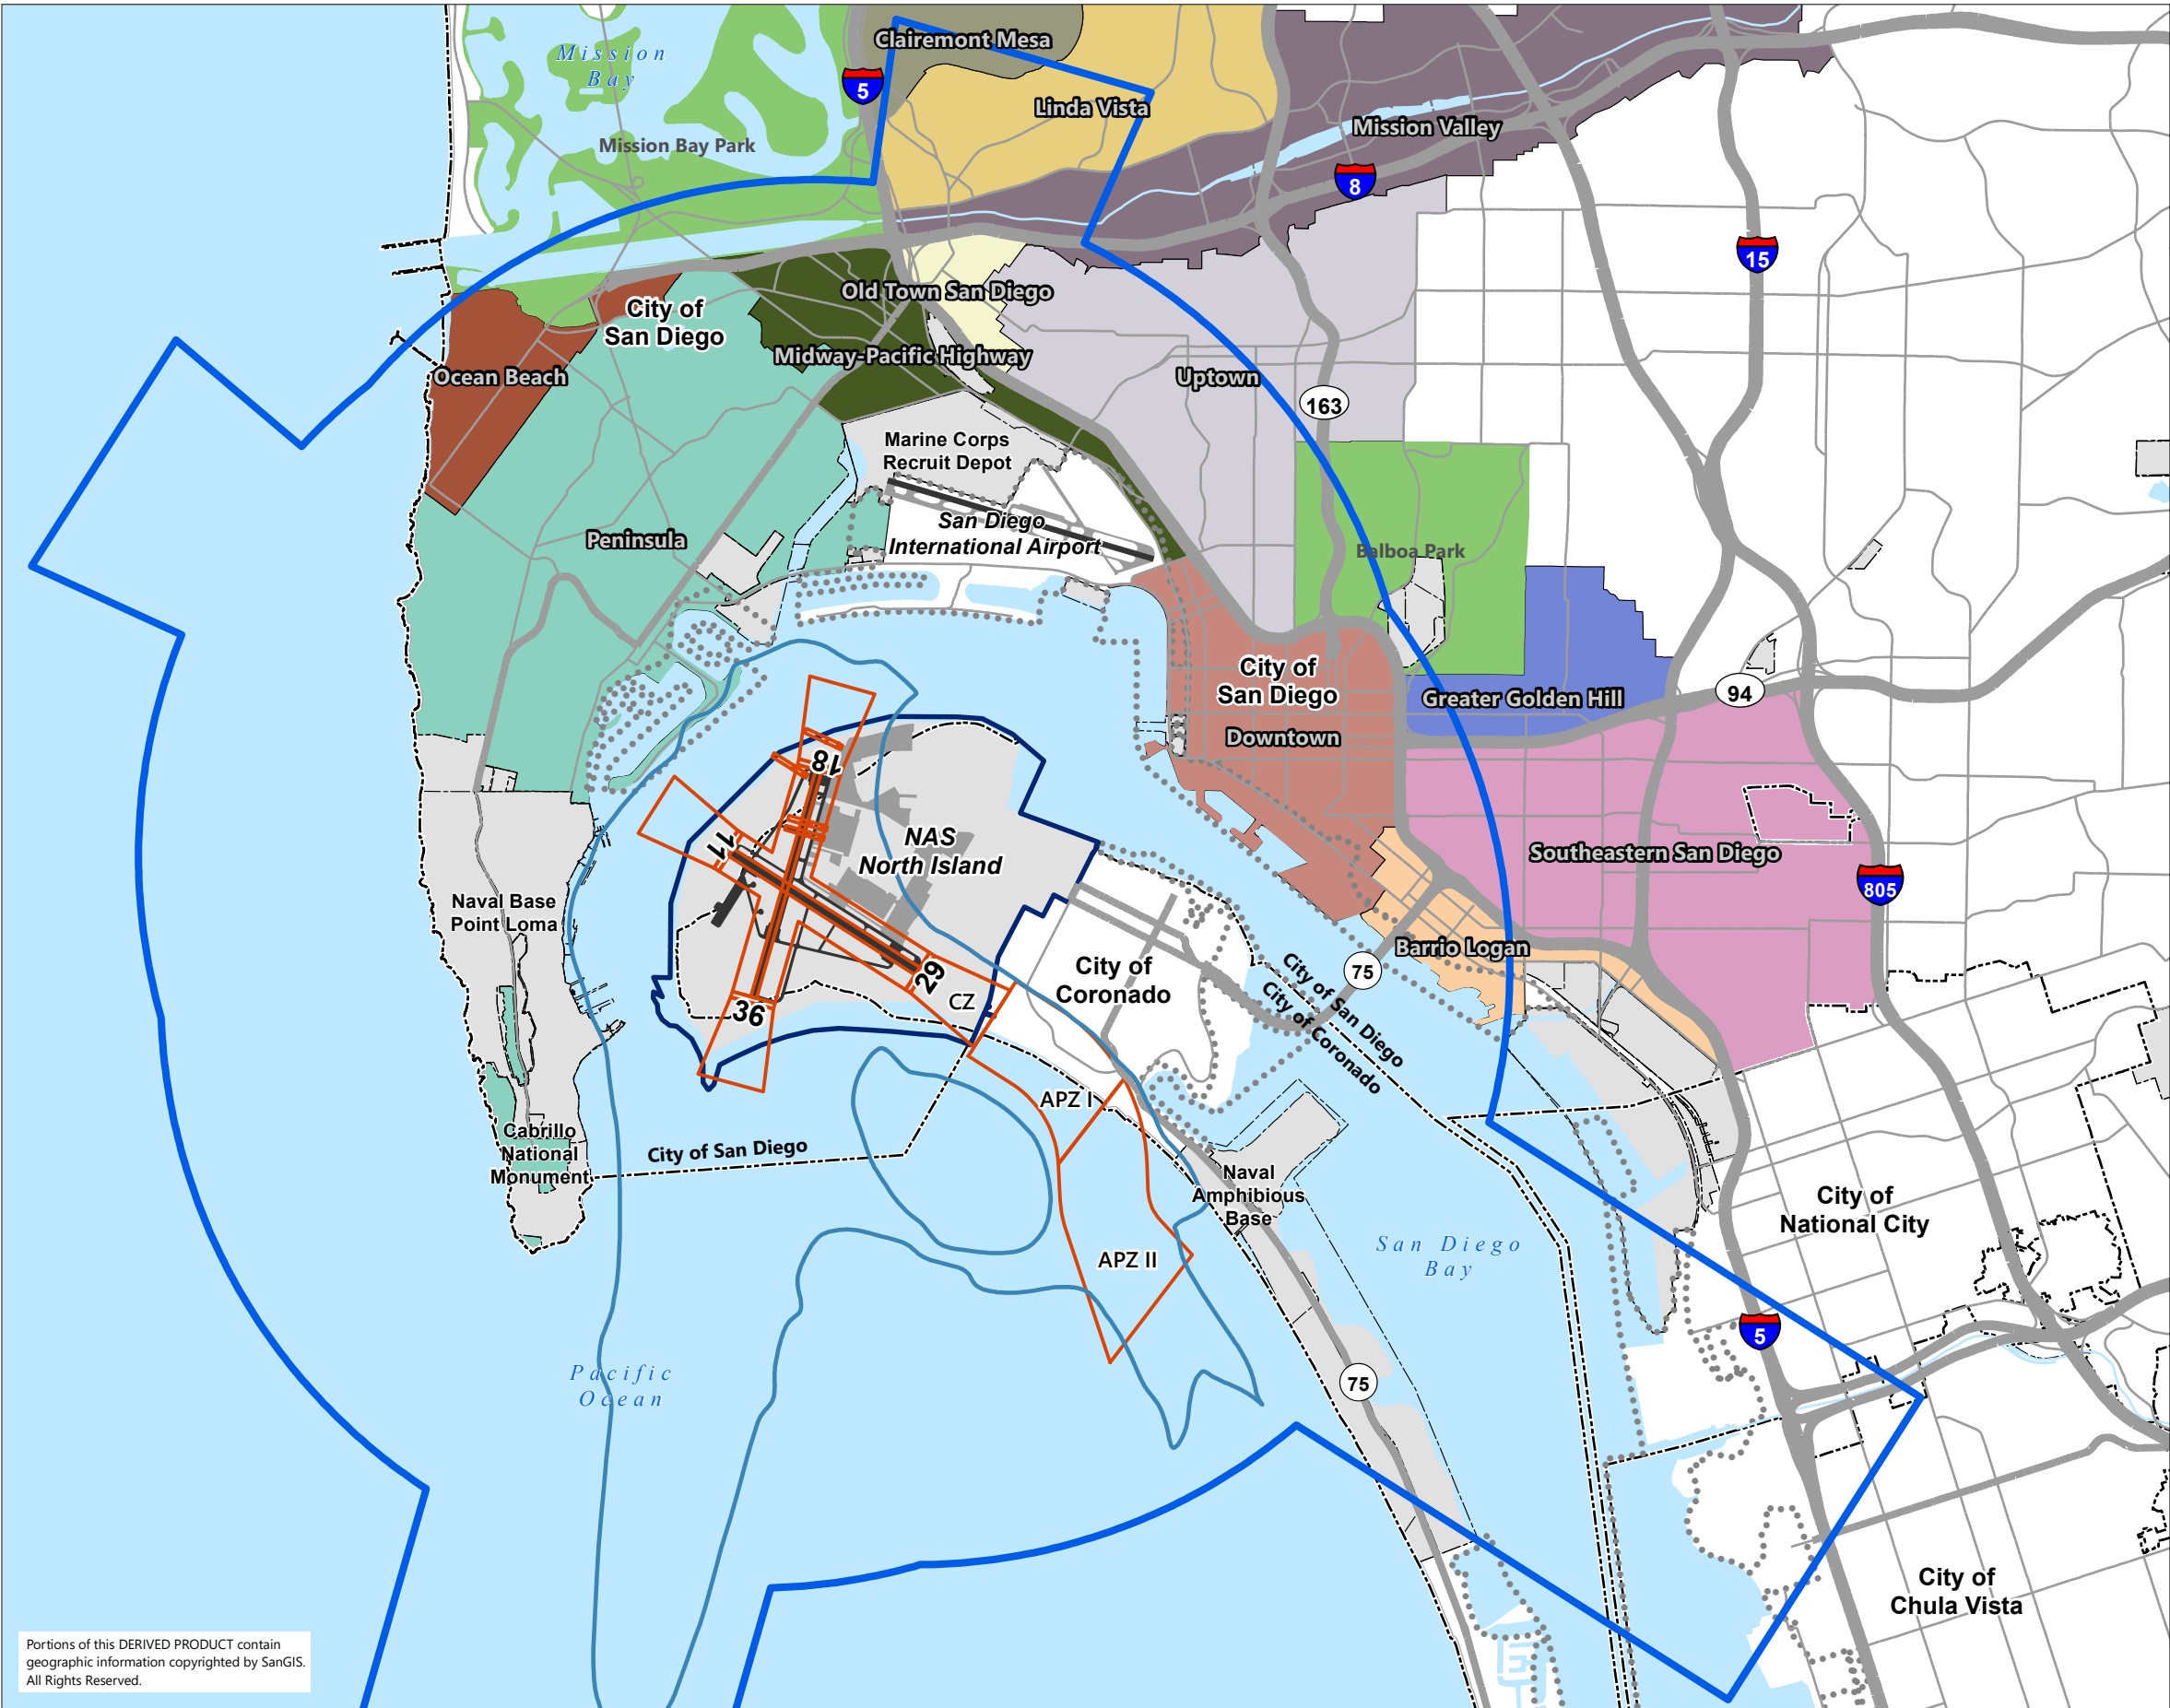 Mission
Bay
Clairemont Mesa
5
Linda Vista
Mission Valley
Mission Bay Park
8
15
Old Town San Diego
City of
San Diego
Midway-Pacific Highway
Ocean Beach
Uptown
163
Marine Corps
Recruit Depot
San Diego
International Airport
Peninsula
Balboa Park
City of
San Diego
Greater Golden Hill
94
Downtown
18
11
NAS
North Island
Southeastern San Diego
805
Naval Base
Point Loma
Barrio Logan
75
City of
Coronado
29
CZ
36
City of San Diego
City of Coronado
APZ I
Cabrillo
National
Monument
City of San Diego
Naval
Amphibious
Base
City of
National City
San Diego
Bay
APZ II
5
Pacific
Ocean
75
City of
Chula Vista
Portions of this DERIVED PRODUCT contain
geographic information copyrighted by SanGIS.
All Rights Reserved.